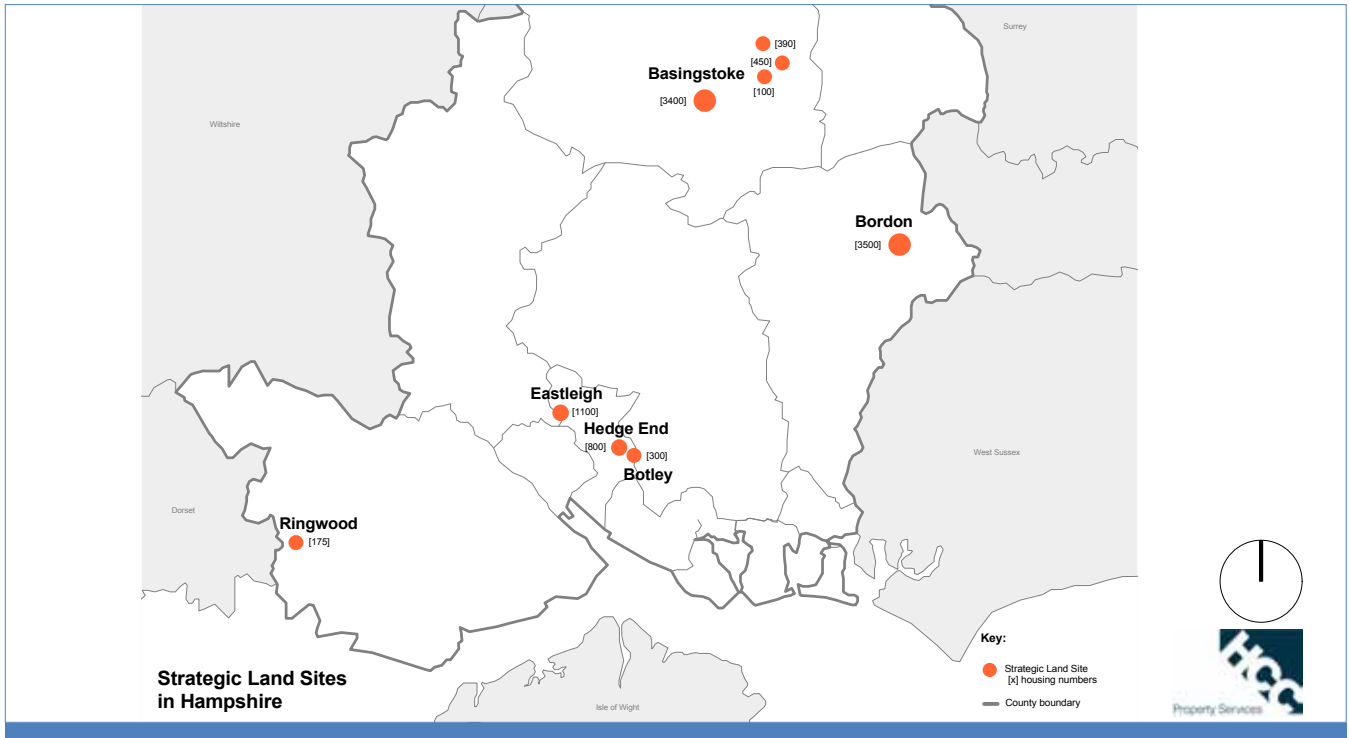 Surrey
[390]
[450]
Basingstoke
[100]
[3400]
Wiltshire
Bordon
[3500]
Eastleigh
[1100]
Hedge End
[800]
[300]
Botley
West Sussex
Dorset
Ringwood
[175]
Key:
Strategic Land Site
[x] housing numbers
County boundary
Strategic Land Sites
in Hampshire
Isle of Wight
HCC
Property Services